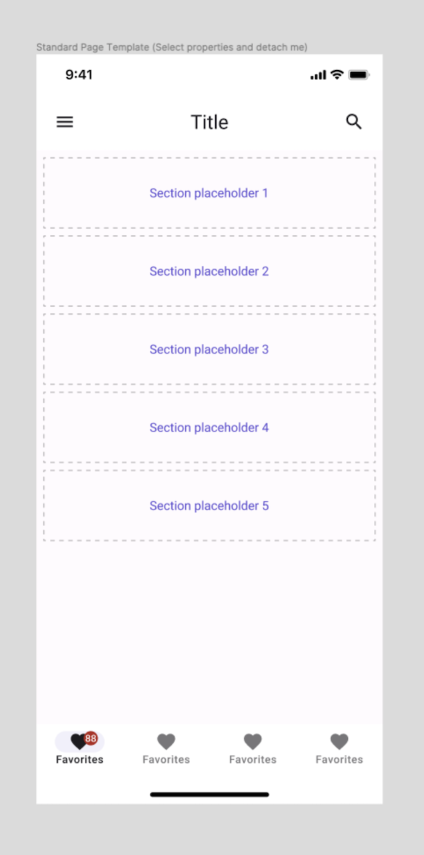 Standard Page Template (Select properties and detach me)
9:41
Title
Section placeholder 1
Section placeholder 2
Section placeholder 3
Section placeholder 4
Section placeholder 5
88
Favorites Favorites Favorites Favorites